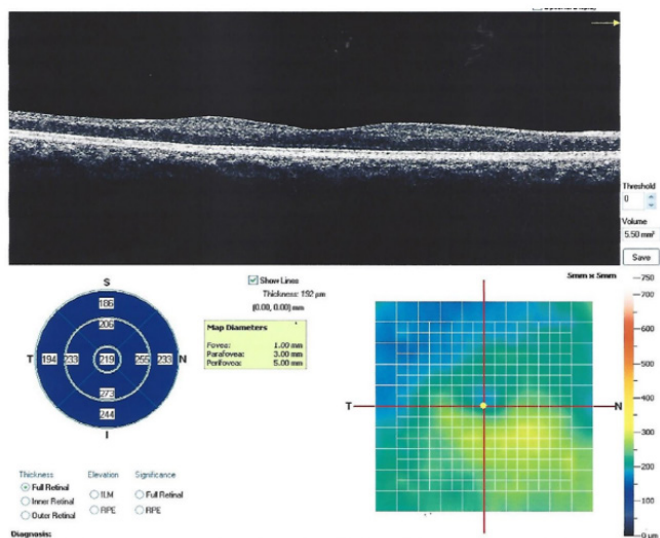 Threshold
0
Volume
5.50 mm³
Save
S
186
206
T 194 233 219 255 233 N
273
244
I
Show Lines
Thickness: 192 µm
(0.00, 0.00) mm
Map Diameters
Fovea: 1.00 mm
Parafovea: 3.00 mm
Perifovea: 5.00 mm
5mm x 5mm
T
N
750
700
600
500
400
300
200
100
0 µm
Thickness Elevation Significance
Full Retinal ILM Full Retinal
Inner Retinal RPE RPE
Outer Retinal
Diagnosis: